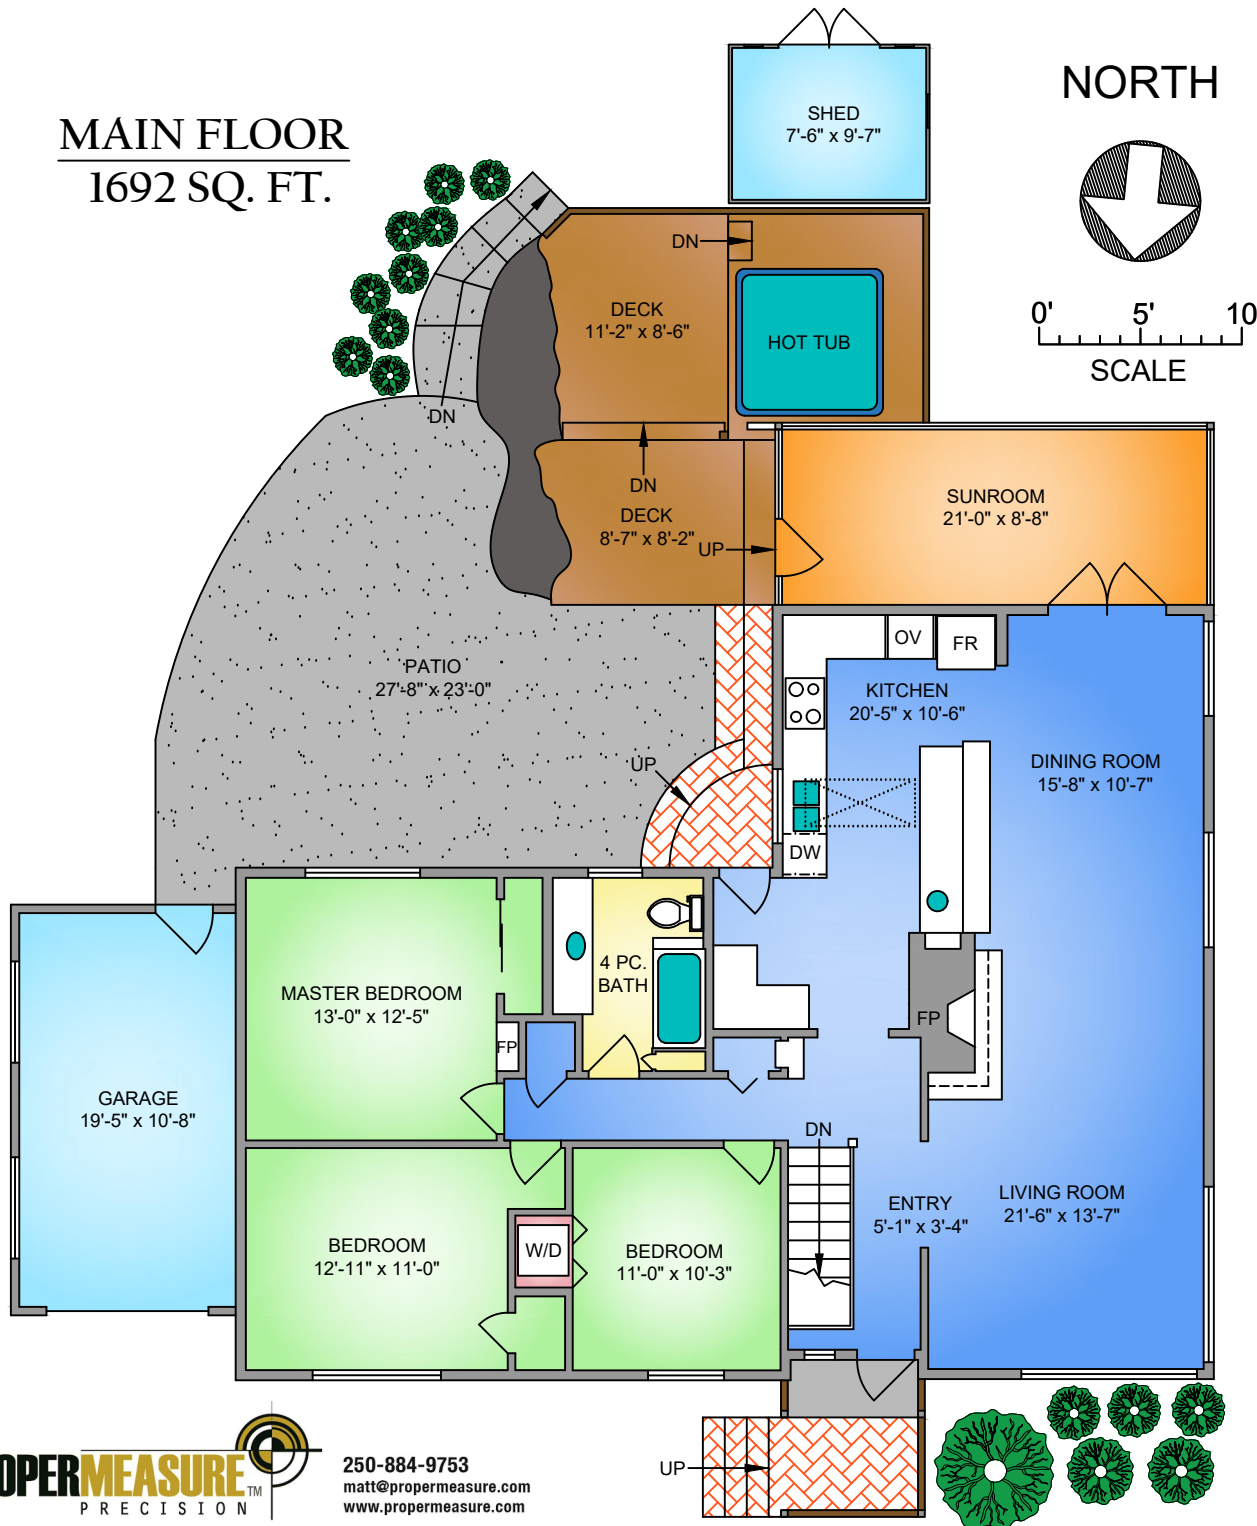 MAIN FLOOR
1692 SQ. FT.
NORTH
0' 5' 10
SCALE
SHED
7'-6" x 9'-7"
DN
DECK
11'-2" x 8'-6"
HOT TUB
DN
DN
DECK
8'-7" x 8'-2"
UP
SUNROOM
21'-0" x 8'-8"
OV
FR
PATIO
27'-8" x 23'-0"
KITCHEN
20'-5" x 10'-6"
UP
DINING ROOM
15'-8" x 10'-7"
DW
4 PC.
BATH
MASTER BEDROOM
13'-0" x 12'-5"
FP
FP
GARAGE
19'-5" x 10'-8"
DN
ENTRY
5'-1" x 3'-4"
LIVING ROOM
21'-6" x 13'-7"
BEDROOM
12'-11" x 11'-0"
W/D
BEDROOM
11'-0" x 10'-3"
UP
OPERMEASURE TM
PRECISION
250-884-9753
matt@propermeasure.com
www.propermeasure.com